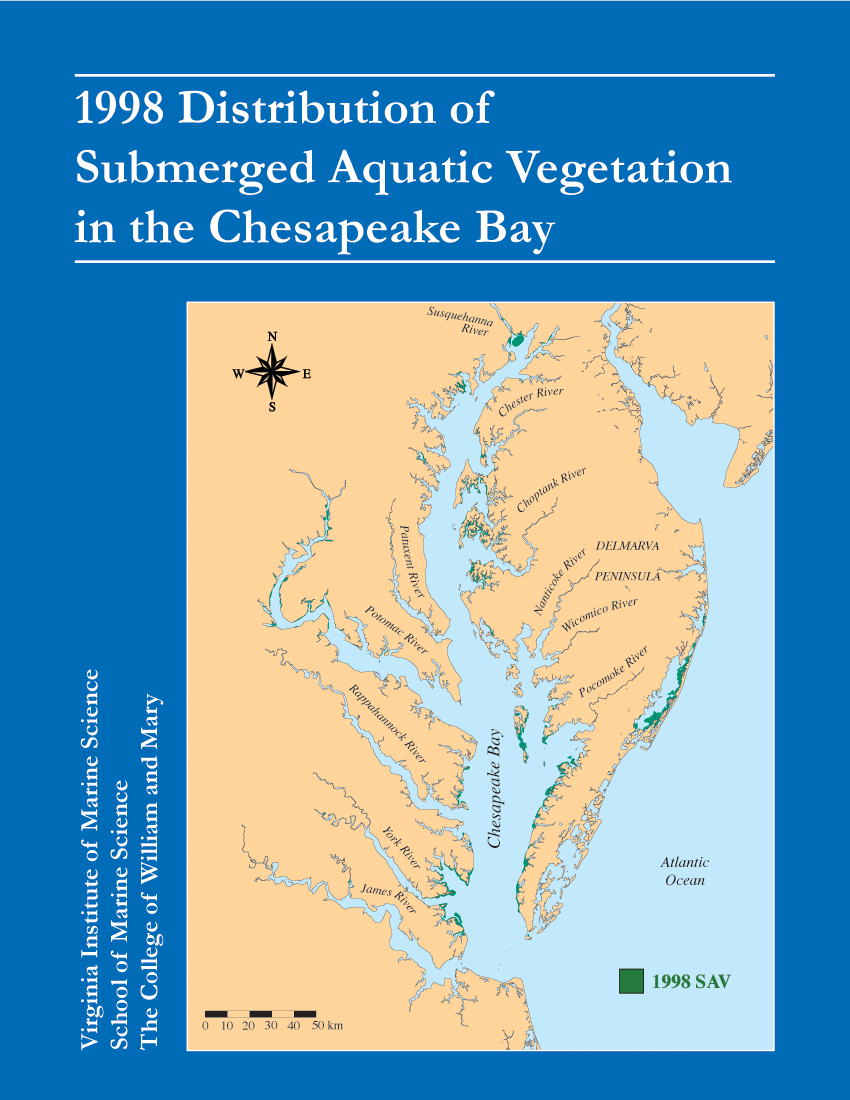 1998 Distribution of
Submerged Aquatic Vegetation
in the Chesapeake Bay
Susquehanna
River
N
W
E
S
Chester River
Choptank River
Patuxent River
DELMARVA
PENINSULA
Nanticoke River
Wicomico River
Potomac River
Pocomoke River
Rappahannock River
Chesapeake Bay
York River
James River
Atlantic
Ocean
1998 SAV
0 10 20 30 40 50 km
Virginia Institute of Marine Science
School of Marine Science
The College of William and Mary